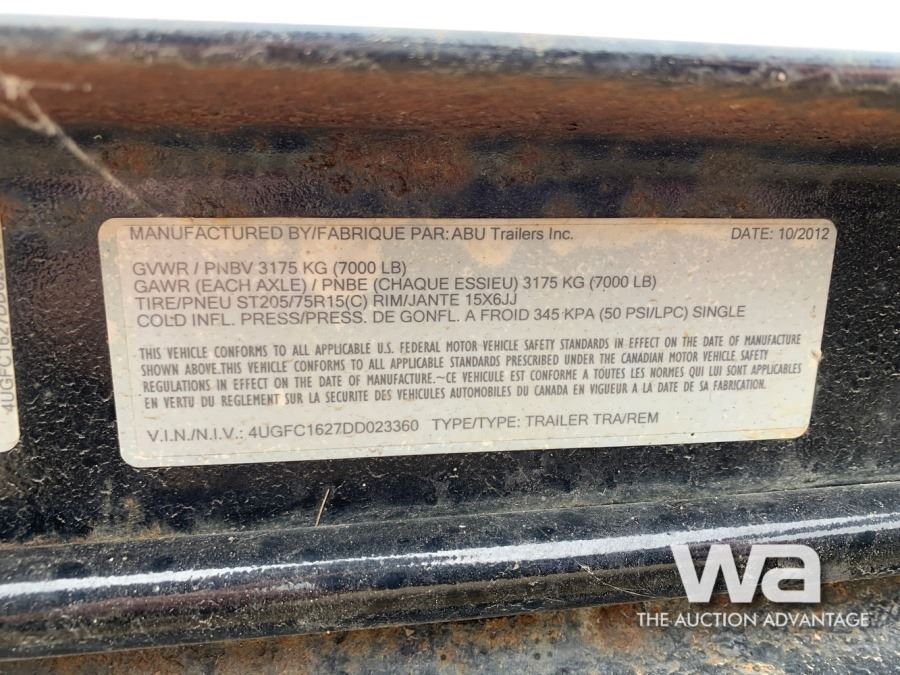 MANUFACTURED BY/FABRIQUE PAR: ABU Trailers Inc. DATE: 10/2012
GVWR / PNBV 3175 KG (7000 LB)
GAWR (EACH AXLE) / PNBE (CHAQUE ESSIEU) 3175 KG (7000 LB)
TIRE/PNEU ST205/75R15(C) RIM/JANTE 15X6JJ
COLD INFL. PRESS/PRESS. DE GONFL. A FROID 345 KPA (50 PSI/LPC) SINGLE
THIS VEHICLE CONFORMS TO ALL APPLICABLE U.S. FEDERAL MOTOR VEHICLE SAFETY STANDARDS IN EFFECT ON THE DATE OF MANUFACTURE
SHOWN ABOVE.THIS VEHICLE CONFORMS TO ALL APPLICABLE STANDARDS PRESCRIBED UNDER THE CANADIAN MOTOR VEHICLE SAFETY
REGULATIONS IN EFFECT ON THE DATE OF MANUFACTURE.~CE VEHICULE EST CONFORME A TOUTES LES NORMES QUI LUI SONT APPLICABLES
EN VERTU DU REGLEMENT SUR LA SECURITE DES VEHICULES AUTOMOBILES DU CANADA EN VIGUEUR A LA DATE DE SA FABRICATION.
V.I.N./N.I.V.: 4UGFC1627DD023360 TYPE/TYPE: TRAILER TRA/REM
wa
THE AUCTION ADVANTAGE